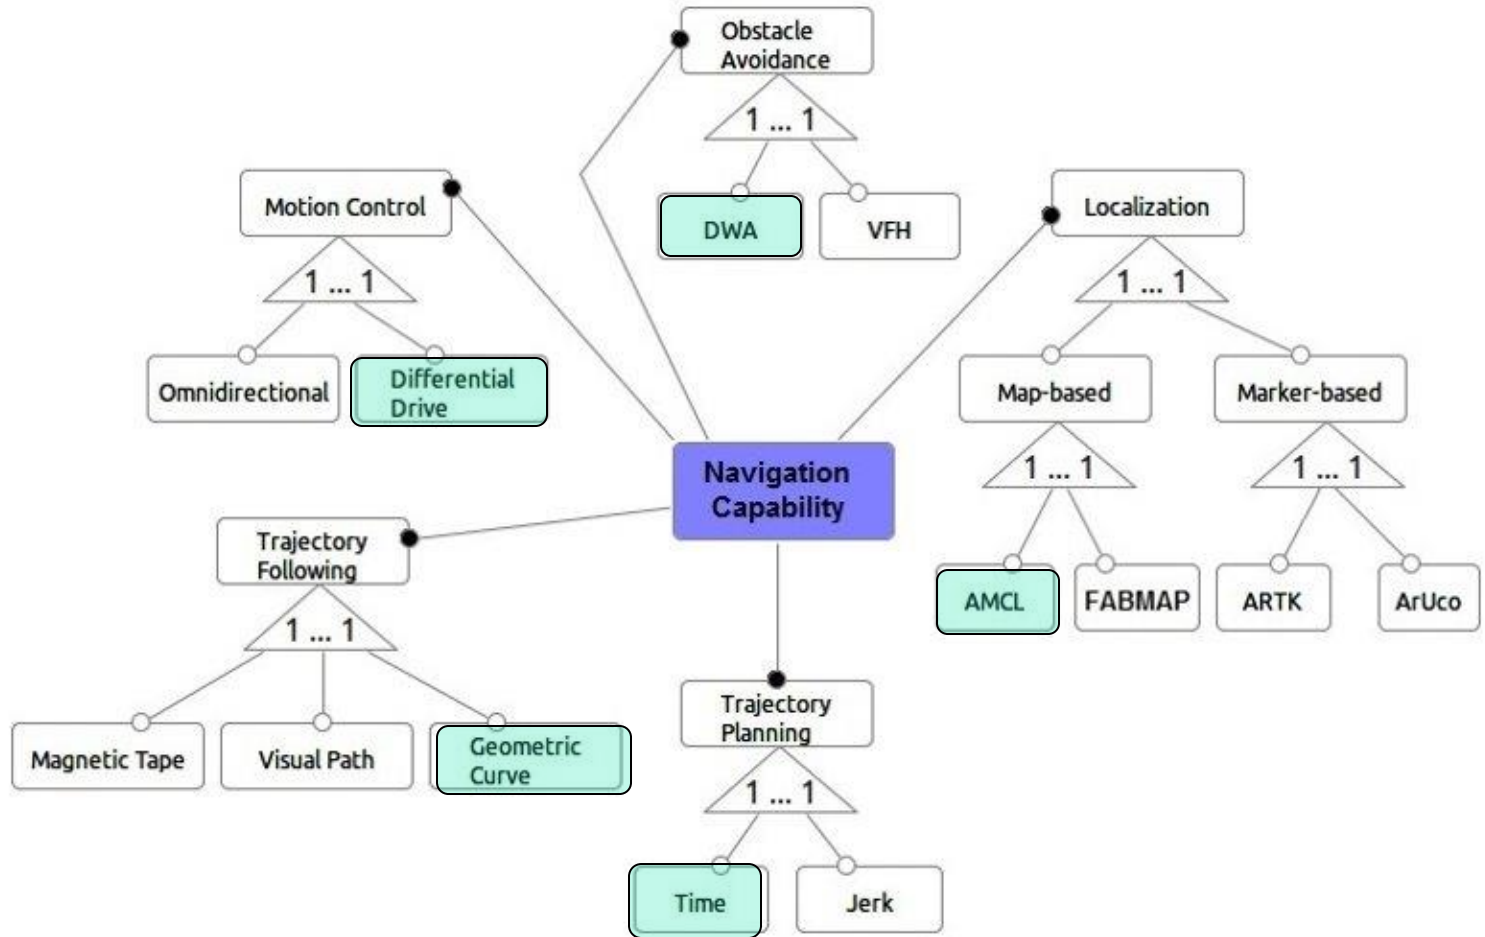 Obstacle
Avoidance
1 ... 1
DWA
VFH
Motion Control
1 ... 1
Omnidirectional
Differential
Drive
Localization
1 ... 1
Map-based
Marker-based
1 ... 1
1 ... 1
AMCL
FABMAP
ARTK
ArUco
Navigation
Capability
Trajectory
Following
1 ... 1
Magnetic Tape
Visual Path
Geometric
Curve
Trajectory
Planning
1 ... 1
Time
Jerk